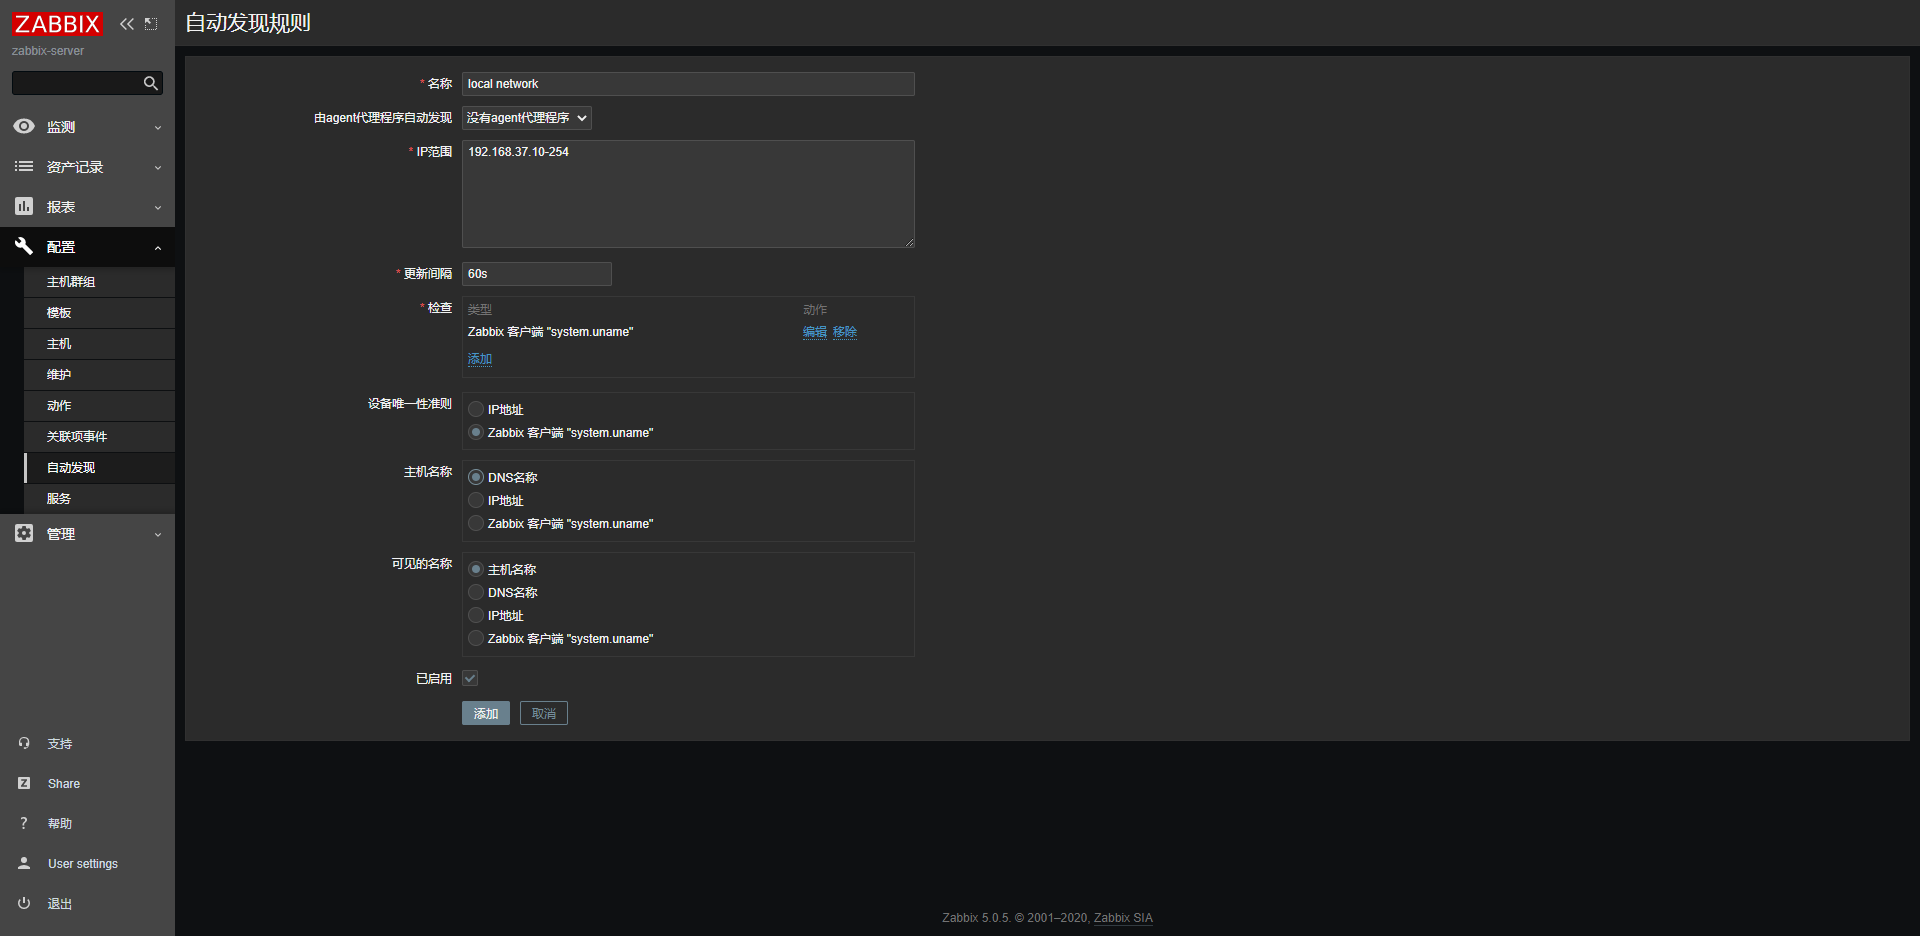 ZABBIX
zabbix-server
监测
资产记录
报表
配置
主机群组
模板
主机
维护
动作
关联项事件
自动发现
服务
管理
支持
Share
帮助
User settings
退出
自动发现规则
* 名称 local network
由agent代理程序自动发现 没有agent代理程序
* IP范围 192.168.37.10-254
* 更新间隔 60s
* 检查 类型 动作
Zabbix 客户端 "system.uname" 编辑 移除
添加
设备唯一性准则 IP地址
Zabbix 客户端 "system.uname"
主机名称 DNS名称
IP地址
Zabbix 客户端 "system.uname"
可见的名称 主机名称
DNS名称
IP地址
Zabbix 客户端 "system.uname"
已启用
添加 取消
Zabbix 5.0.5. © 2001–2020, Zabbix SIA